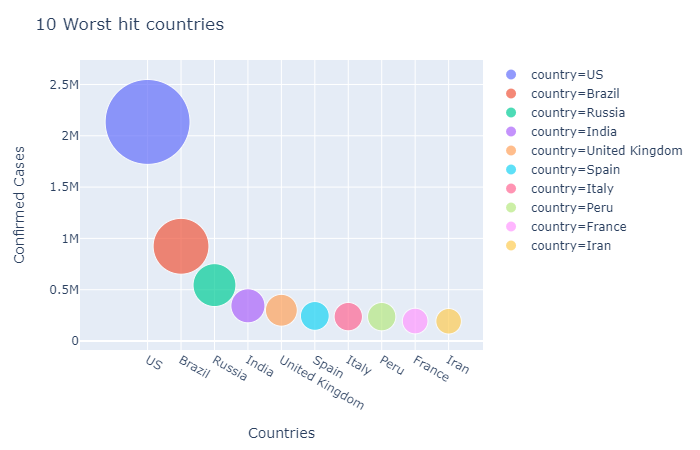 10 Worst hit countries
2.5M
2M
1.5M
1M
0.5M
0
Confirmed Cases
US
Brazil
Russia
India
United Kingdom
Spain
Italy
Peru
France
Iran
Countries
country=US
country=Brazil
country=Russia
country=India
country=United Kingdom
country=Spain
country=Italy
country=Peru
country=France
country=Iran